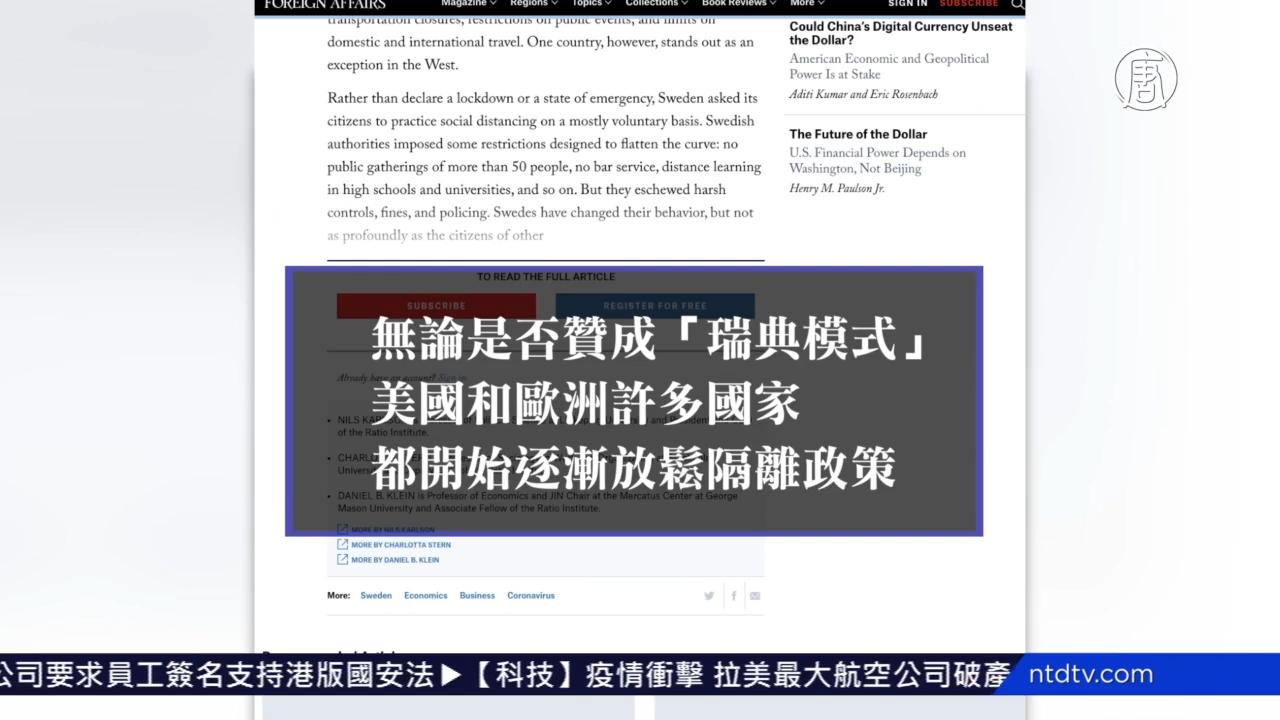 FOREIGN AFFAIRS
Magazine Regions Topics Collections Book Reviews More SIGN IN SUBSCRIBE
transportation closures, restrictions on public events, and limits on
domestic and international travel. One country, however, stands out as an
exception in the West.
Rather than declare a lockdown or a state of emergency, Sweden asked its
citizens to practice social distancing on a mostly voluntary basis. Swedish
authorities imposed some restrictions designed to flatten the curve: no
public gatherings of more than 50 people, no bar service, distance learning
in high schools and universities, and so on. But they eschewed harsh
controls, fines, and policing. Swedes have changed their behavior, but not
as profoundly as the citizens of other
Could China's Digital Currency Unseat
the Dollar?
American Economic and Geopolitical
Power Is at Stake
Aditi Kumar and Eric Rosenbach
The Future of the Dollar
U.S. Financial Power Depends on
Washington, Not Beijing
Henry M. Paulson Jr.
唐
TO READ THE FULL ARTICLE
SUBSCRIBE REGISTER FOR FREE
無論是否贊成「瑞典模式」
美國和歐洲許多國家
都開始逐漸放鬆隔離政策
Already have an account? Sign in
NILS
of the Ratio Institute.
DANIEL B. KLEIN is Professor of Economics and JIN Chair at the Mercatus Center at George
Mason University and Associate Fellow of the Ratio Institute.
MORE BY NILS KARLSON
MORE BY CHARLOTTA STERN
MORE BY DANIEL B. KLEIN
More: Sweden Economics Business Coronavirus
公司要求員工簽名支持港版國安法▶【科技】疫情衝擊 拉美最大航空公司破產
ntdtv.com